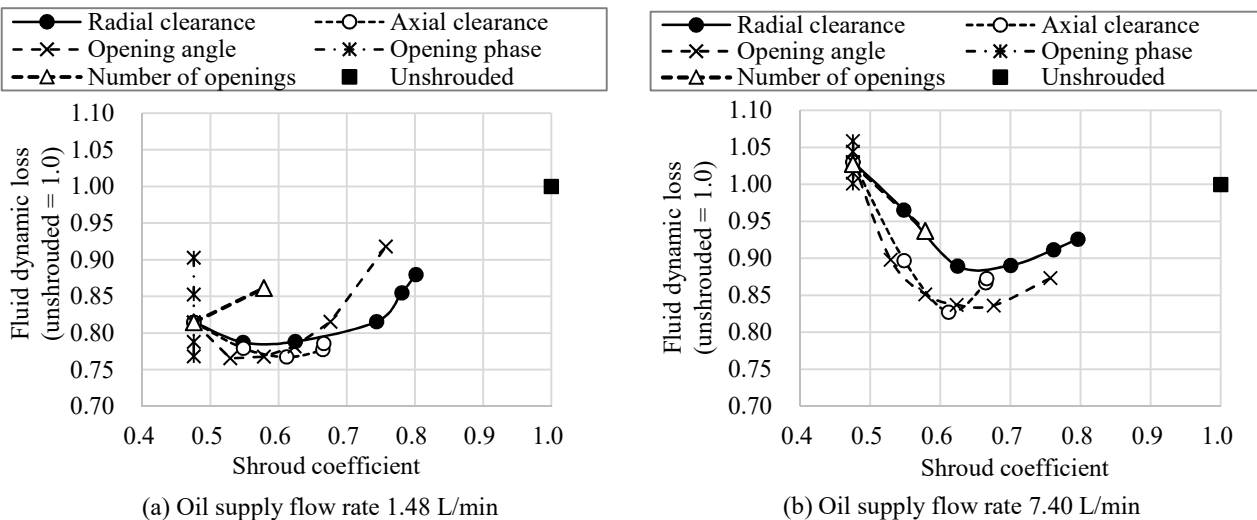 Radial clearance Axial clearance
Opening angle Opening phase
Number of openings Unshrouded
1.10
1.05
1.00
0.95
0.90
0.85
0.80
0.75
0.70
Fluid dynamic loss
(unshrouded = 1.0)
0.4 0.5 0.6 0.7 0.8 0.9 1.0
Shroud coefficient
(a) Oil supply flow rate 1.48 L/min
Radial clearance Axial clearance
Opening angle Opening phase
Number of openings Unshrouded
1.10
1.05
1.00
0.95
0.90
0.85
0.80
0.75
0.70
Fluid dynamic loss
(unshrouded = 1.0)
0.4 0.5 0.6 0.7 0.8 0.9 1.0
Shroud coefficient
(b) Oil supply flow rate 7.40 L/min